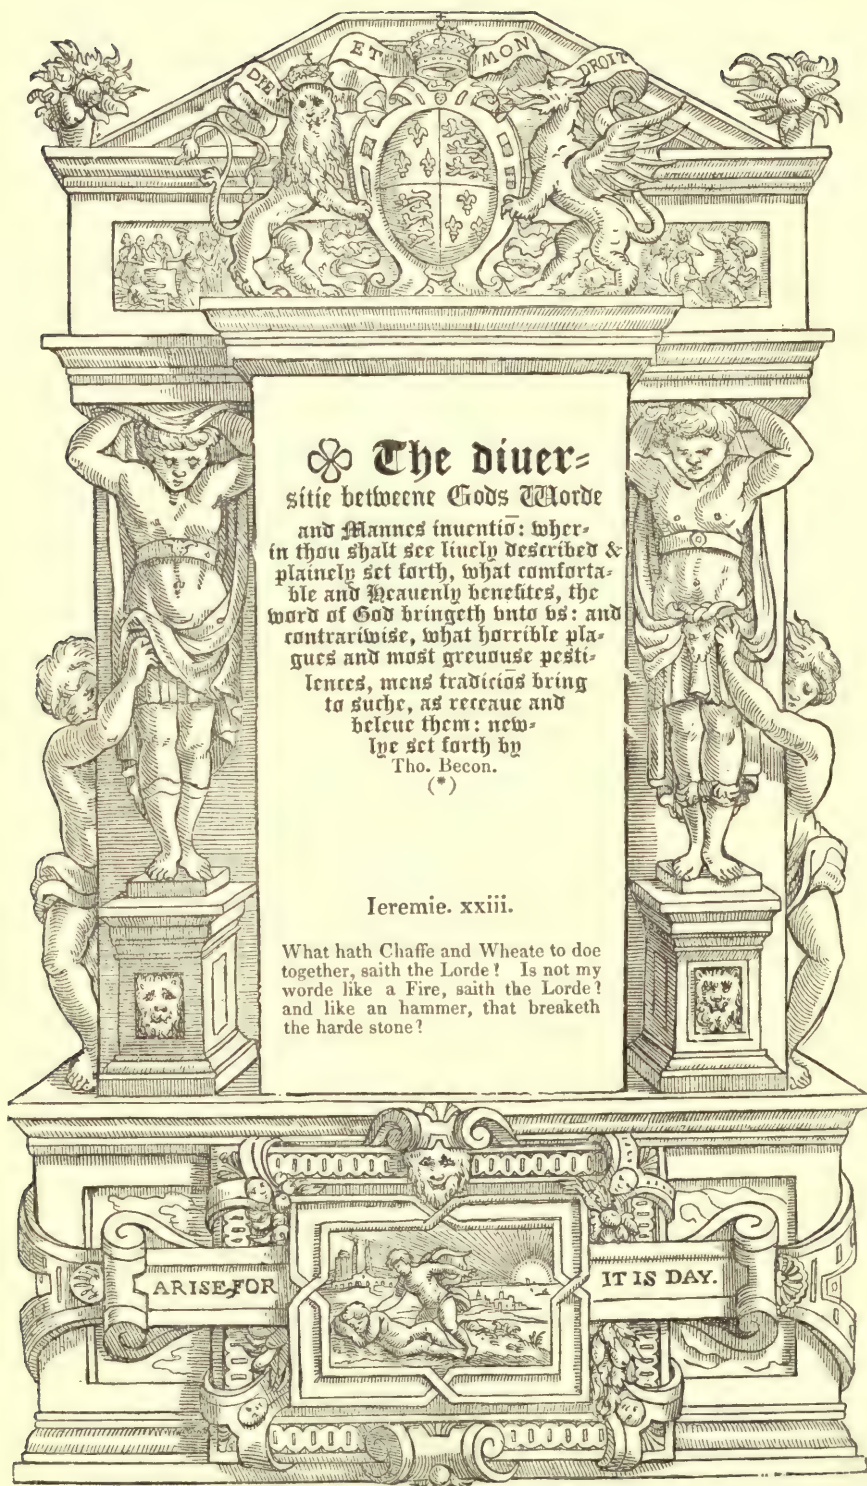 DIEV ET MON DROIT
The diuer=
sitie betweene Gods Worde
and Mannes inuentiō: wher=
in thou shalt see liuely described &
plainely set forth, what comforta=
ble and Heauenly benefites, the
word of God bringeth vnto vs: and
contrariwise, what horrible pla=
gues and most greuouse pesti=
lences, mens tradiciōs bring
to suche, as receaue and
beleue them: new=
lye set forth by
Tho. Becon.
(*)
Ieremie. xxiii.
What hath Chaffe and Wheate to doe
together, saith the Lorde! Is not my
worde like a Fire, saith the Lorde?
and like an hammer, that breaketh
the harde stone?
ARISE FOR IT IS DAY.